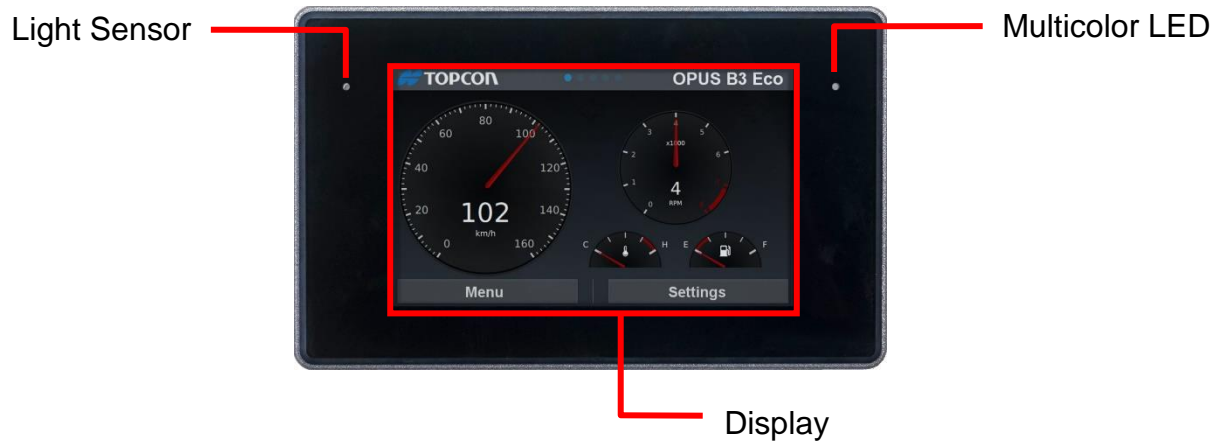 Light Sensor
Multicolor LED
TOPCON
OPUS B3 Eco
80
60
100
40
120
20
140
0
160
102
km/h
3
5
x1000
2
6
1
0
4
RPM
C
H
E
F
Menu
Settings
Display